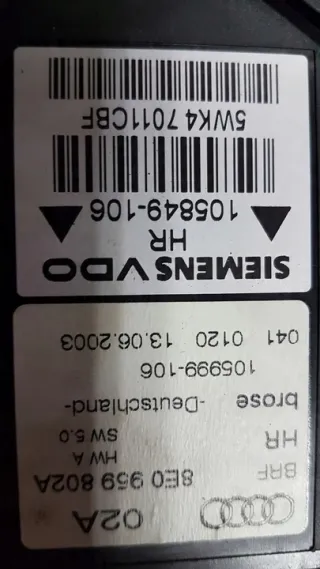 02A
BRF 8E0 959 802A
HR HW A
SW 5.0
brose -Deutschland-
105999-106
041 0120 13.06.2003
SIEMENS VDO
HR
105849-106
5WK4 7011CBF